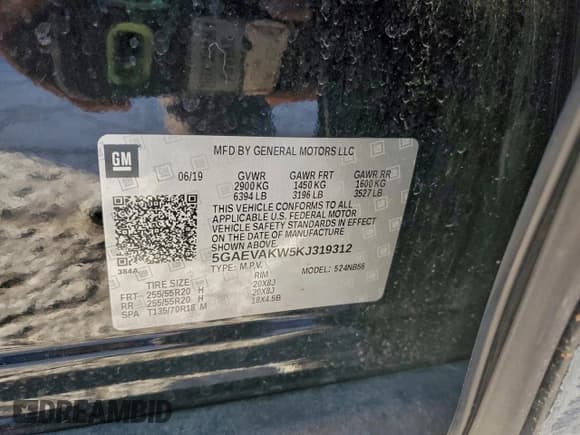 GM
MFD BY GENERAL MOTORS LLC
06/19 GVWR GAWR FRT GAWR RR
2900 KG 1450 KG 1600 KG
6394 LB 3196 LB 3527 LB
THIS VEHICLE CONFORMS TO ALL
APPLICABLE U.S. FEDERAL MOTOR
VEHICLE SAFETY STANDARDS IN EFFECT
ON THE DATE OF MANUFACTURE
SHOWN ABOVE.
5GAEVAKW5KJ319312
384A TYPE: M.P.V. MODEL: 524NB56
TIRE SIZE RIM
FRT- 255/55R20 H 20X8J
RR - 255/55R20 H 20X8J
SPA T135/70R18 M 18X4.5B
DREAMBID